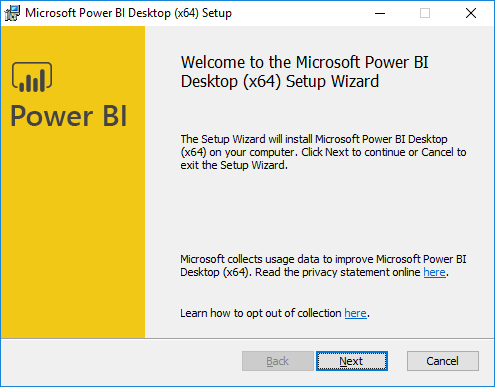 Microsoft Power BI Desktop (x64) Setup
Power BI
Welcome to the Microsoft Power BI
Desktop (x64) Setup Wizard
The Setup Wizard will install Microsoft Power BI Desktop
(x64) on your computer. Click Next to continue or Cancel to
exit the Setup Wizard.
Microsoft collects usage data to improve Microsoft Power BI
Desktop (x64). Read the privacy statement online here.
Learn how to opt out of collection here.
Back Next Cancel